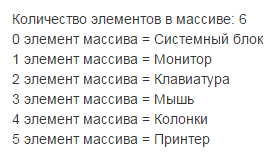 Количество элементов в массиве: 6
0 элемент массива = Системный блок
1 элемент массива = Монитор
2 элемент массива = Клавиатура
3 элемент массива = Мышь
4 элемент массива = Колонки
5 элемент массива = Принтер